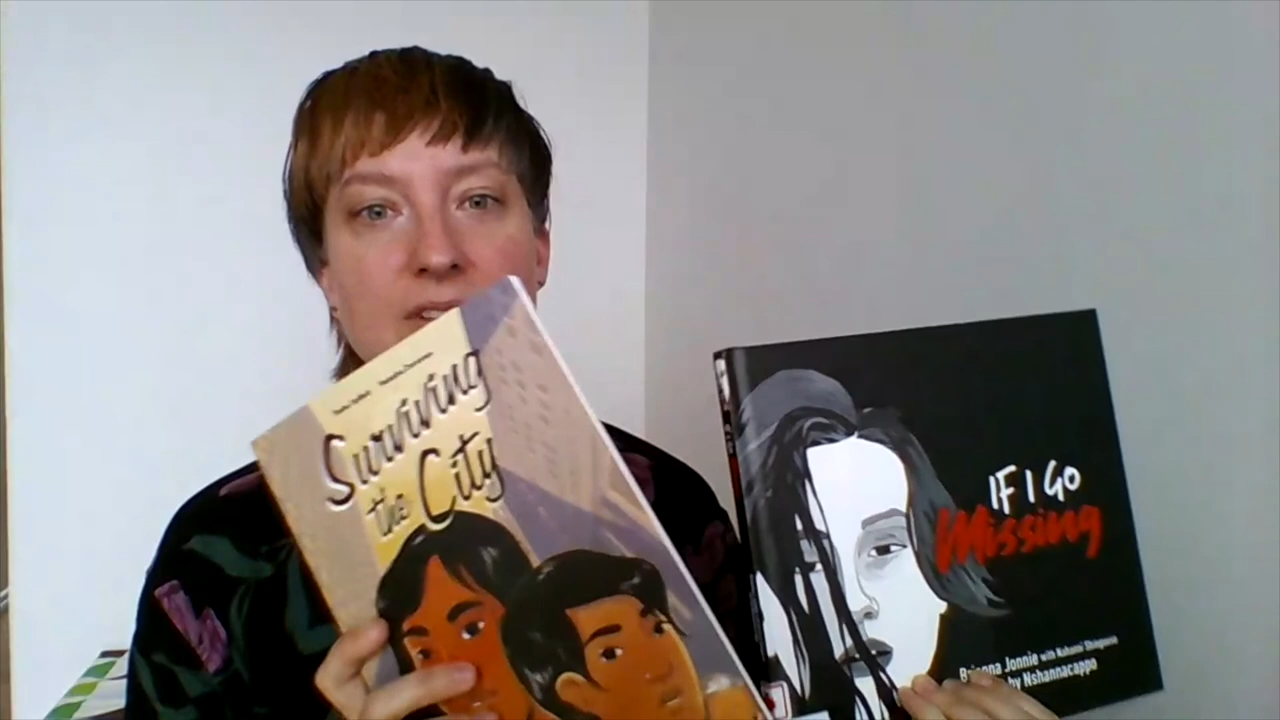 Surviving
the City
IF I GO
Missing
Brianna Jonnie with Nahanni Shingoose
by Nshannacappo